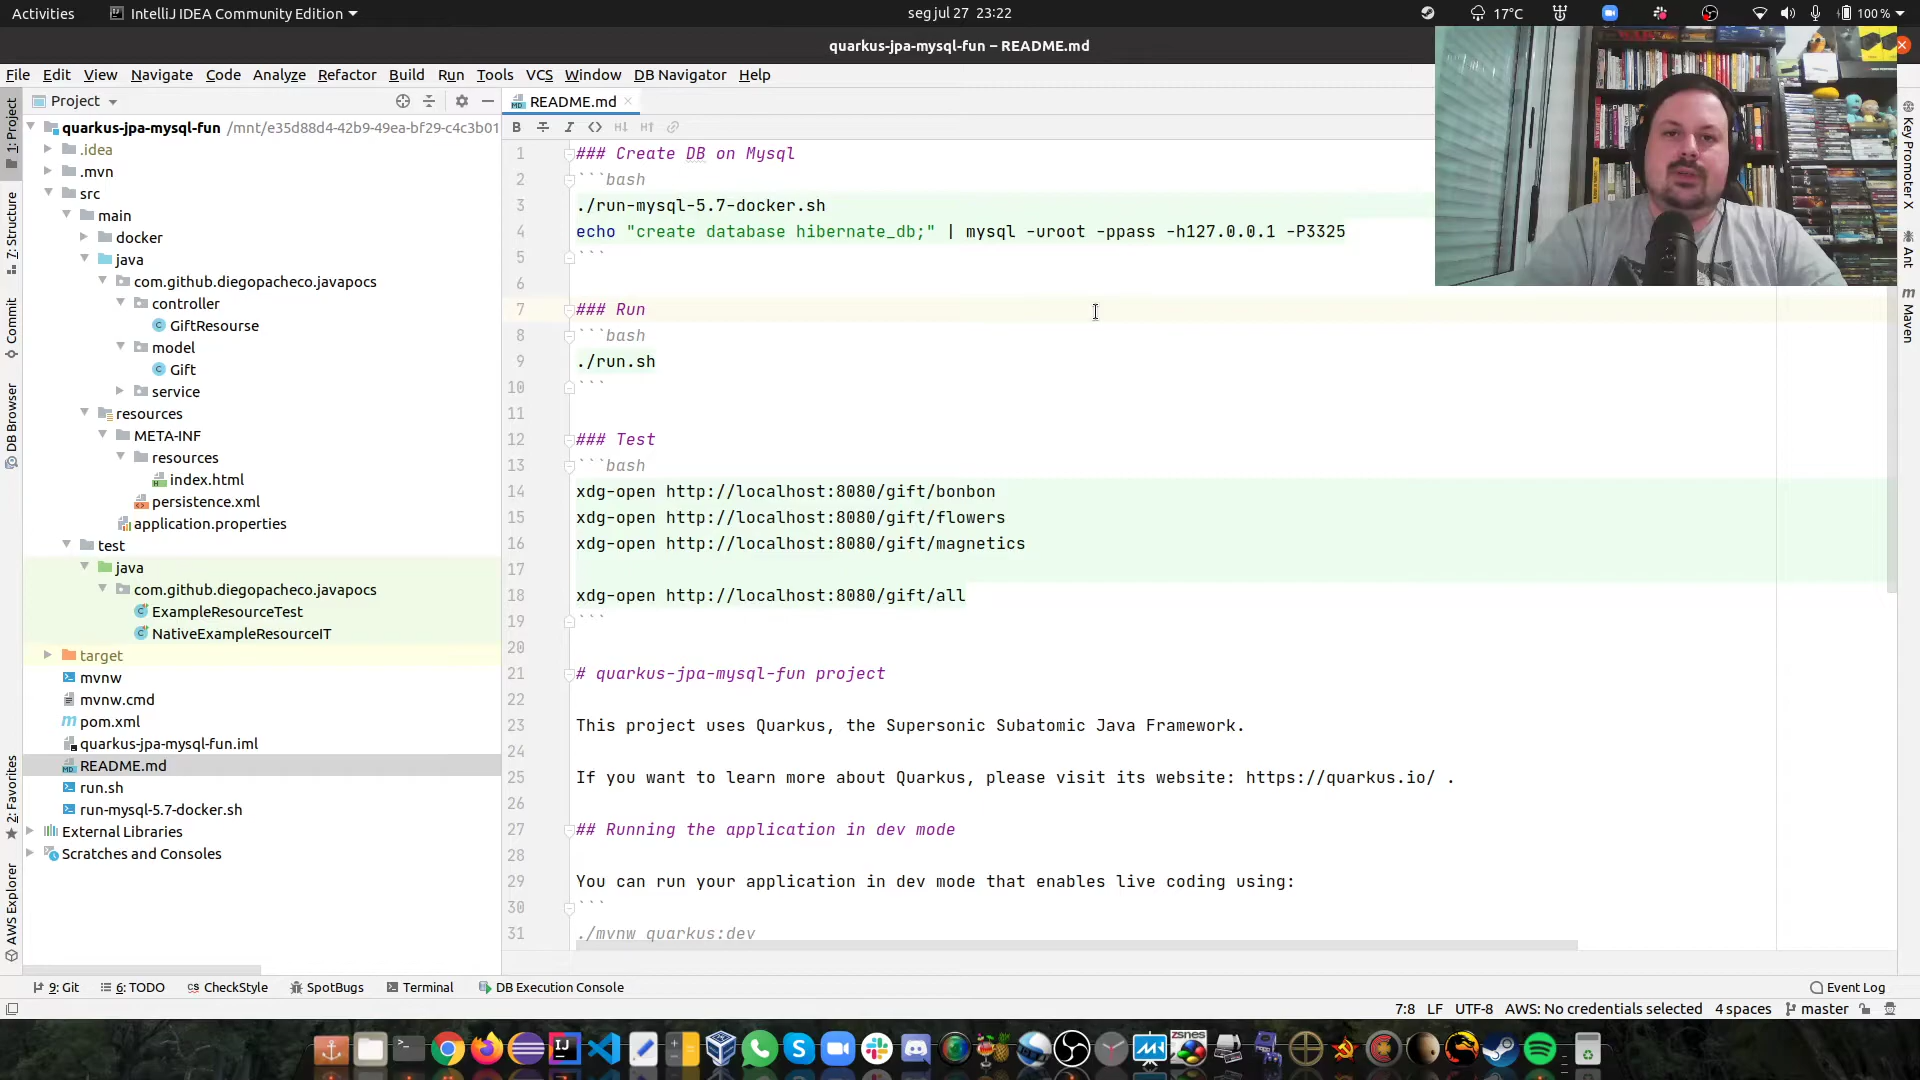 Activities
IntelliJ IDEA Community Edition
seg jul 27 23:22
17°C
100 %
quarkus-jpa-mysql-fun – README.md
File Edit View Navigate Code Analyze Refactor Build Run Tools VCS Window DB Navigator Help
Project
README.md
1: Project
7: Structure
Commit
DB Browser
2: Favorites
AWS Explorer
Key Promoter X
Ant
Maven
quarkus-jpa-mysql-fun /mnt/e35d88d4-42b9-49ea-bf29-c4c3b01
.idea
.mvn
src
main
docker
java
com.github.diegopacheco.javapocs
controller
GiftResourse
model
Gift
service
resources
META-INF
resources
index.html
persistence.xml
application.properties
test
java
com.github.diegopacheco.javapocs
ExampleResourceTest
NativeExampleResourceIT
target
mvnw
mvnw.cmd
pom.xml
quarkus-jpa-mysql-fun.iml
README.md
run.sh
run-mysql-5.7-docker.sh
External Libraries
Scratches and Consoles
1 ### Create DB on Mysql
2 ```bash
3 ./run-mysql-5.7-docker.sh
4 echo "create database hibernate_db;" | mysql -uroot -ppass -h127.0.0.1 -P3325
5 ```
6
7 ### Run
8 ```bash
9 ./run.sh
10 ```
11
12 ### Test
13 ```bash
14 xdg-open http://localhost:8080/gift/bonbon
15 xdg-open http://localhost:8080/gift/flowers
16 xdg-open http://localhost:8080/gift/magnetics
17
18 xdg-open http://localhost:8080/gift/all
19 ```
20
21 # quarkus-jpa-mysql-fun project
22
23 This project uses Quarkus, the Supersonic Subatomic Java Framework.
24
25 If you want to learn more about Quarkus, please visit its website: https://quarkus.io/ .
26
27 ## Running the application in dev mode
28
29 You can run your application in dev mode that enables live coding using:
30 ```
31 ./mvnw quarkus:dev
9: Git
6: TODO
CheckStyle
SpotBugs
Terminal
DB Execution Console
Event Log
7:8 LF UTF-8 AWS: No credentials selected 4 spaces master
zsnes